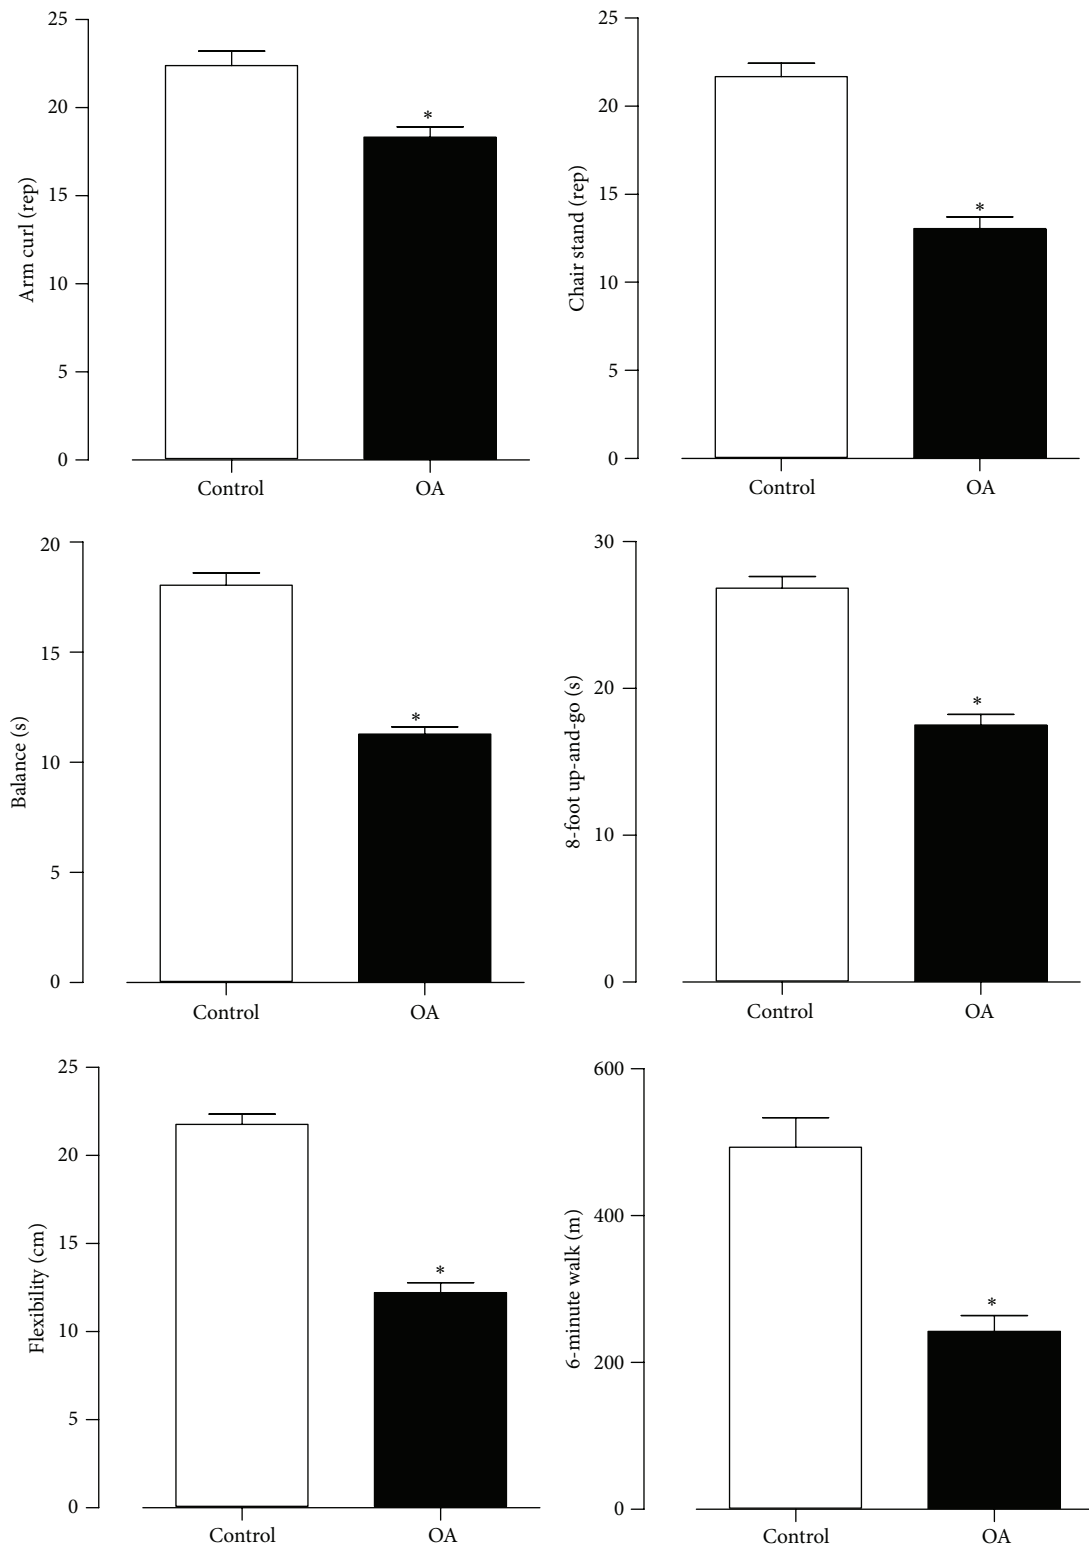 25
20
15
10
5
0
Arm curl (rep)
*
Control
OA
25
20
15
10
5
0
Chair stand (rep)
*
Control
OA
20
15
10
5
0
Balance (s)
*
Control
OA
30
20
10
0
8-foot up-and-go (s)
*
Control
OA
25
20
15
10
5
0
Flexibility (cm)
*
Control
OA
600
400
200
0
6-minute walk (m)
*
Control
OA